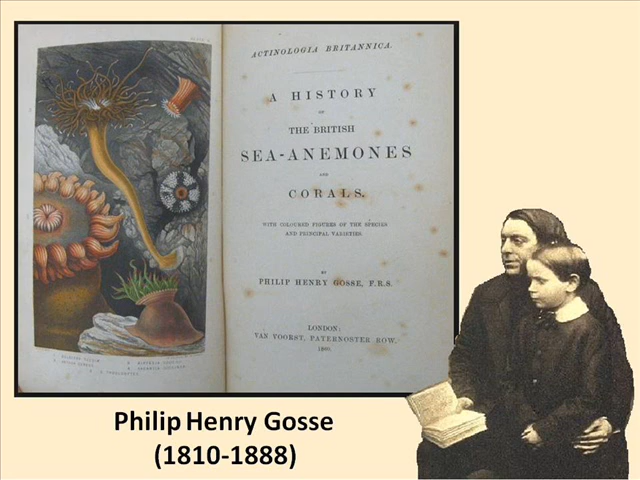 ACTINOLOGIA BRITANNICA.
A HISTORY
OF
THE BRITISH
SEA-ANEMONES
AND
CORALS.
WITH COLOURED FIGURES OF THE SPECIES
AND PRINCIPAL VARIETIES.
BY
PHILIP HENRY GOSSE, F.R.S.
LONDON:
VAN VOORST, PATERNOSTER ROW.
1860.
Philip Henry Gosse
(1810-1888)